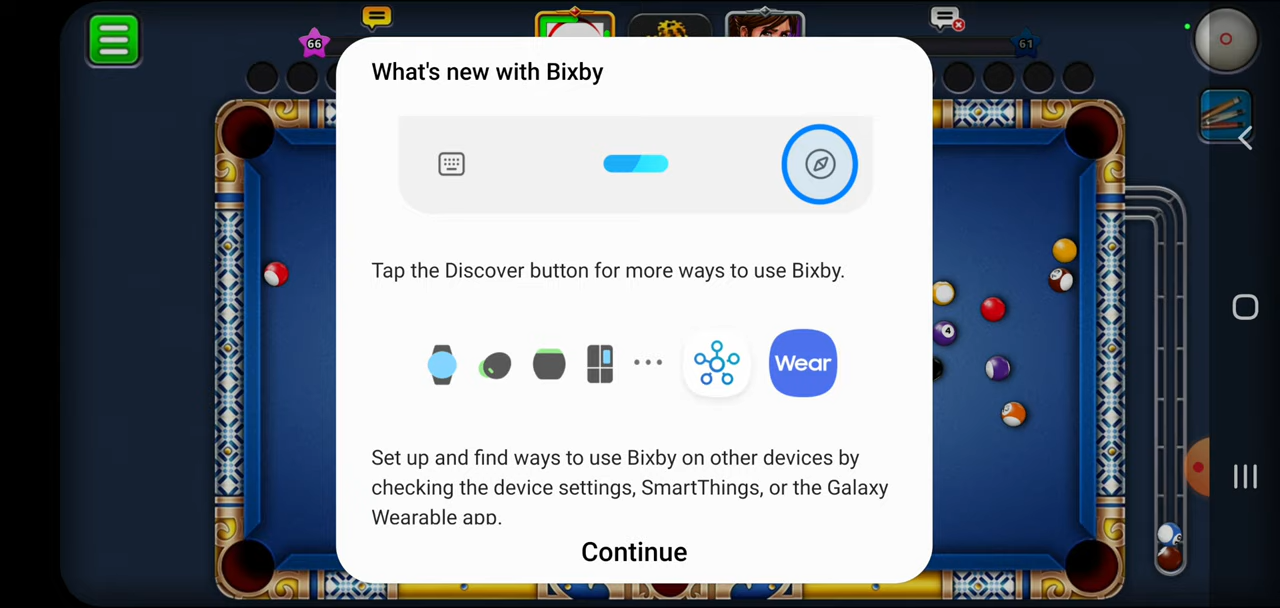 66
61
What's new with Bixby
Tap the Discover button for more ways to use Bixby.
4
Wear
Set up and find ways to use Bixby on other devices by
checking the device settings, SmartThings, or the Galaxy
Wearable app.
Continue